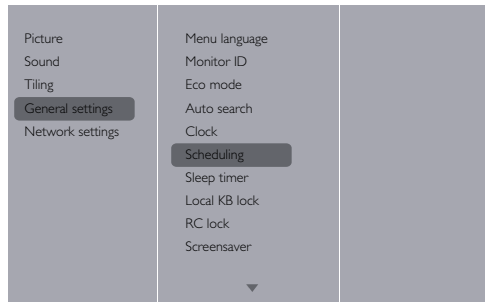 Picture
Sound
Tiling
General settings
Network settings
Menu language
Monitor ID
Eco mode
Auto search
Clock
Scheduling
Sleep timer
Local KB lock
RC lock
Screensaver